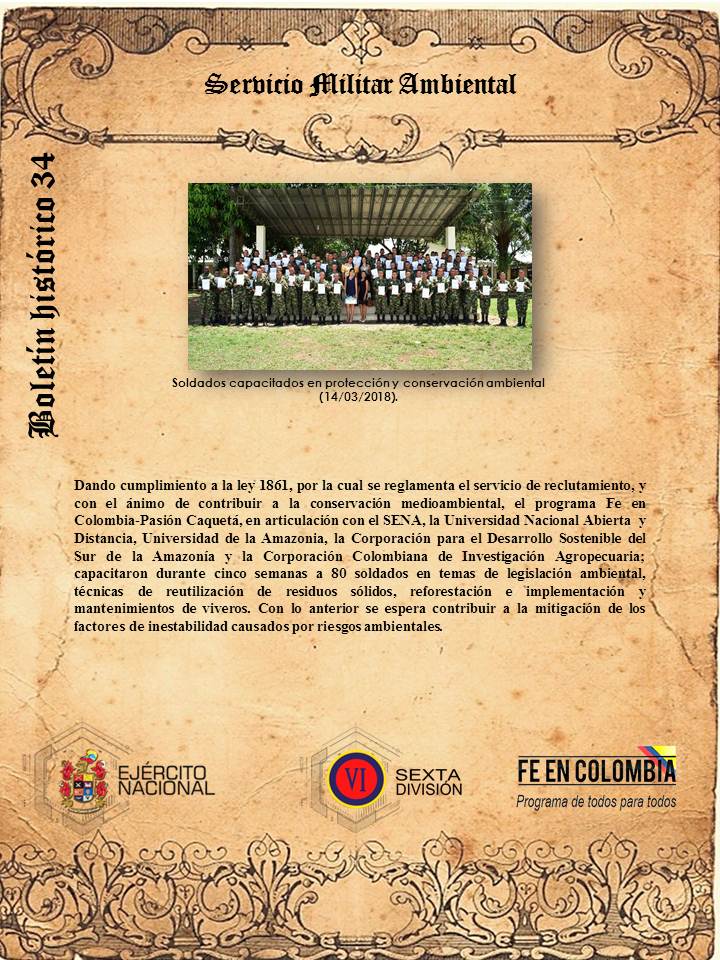 Servicio Militar Ambiental
Boletín histórico 34
Soldados capacitados en protección y conservación ambiental
(14/03/2018).
Dando cumplimiento a la ley 1861, por la cual se reglamenta el servicio de reclutamiento, y
con el ánimo de contribuir a la conservación medioambiental, el programa Fe en
Colombia-Pasión Caquetá, en articulación con el SENA, la Universidad Nacional Abierta y
Distancia, Universidad de la Amazonia, la Corporación para el Desarrollo Sostenible del
Sur de la Amazonía y la Corporación Colombiana de Investigación Agropecuaria;
capacitaron durante cinco semanas a 80 soldados en temas de legislación ambiental,
técnicas de reutilización de residuos sólidos, reforestación e implementación y
mantenimientos de viveros. Con lo anterior se espera contribuir a la mitigación de los
factores de inestabilidad causados por riesgos ambientales.
EJÉRCITO
NACIONAL
VI
SEXTA
DIVISIÓN
FE EN COLOMBIA
Programa de todos para todos